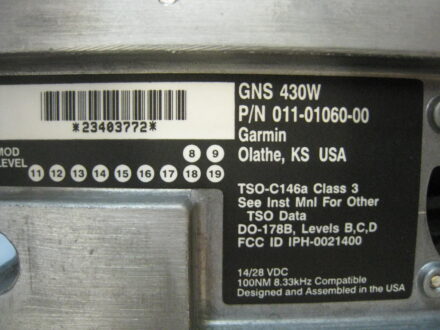 *23403772*
MOD
LEVEL
8 9
11 12 13 14 15 16 17 18 19
GNS 430W
P/N 011-01060-00
Garmin
Olathe, KS USA
TSO-C146a Class 3
See Inst Mnl For Other
TSO Data
DO-178B, Levels B,C,D
FCC ID IPH-0021400
14/28 VDC
100NM 8.33kHz Compatible
Designed and Assembled in the USA